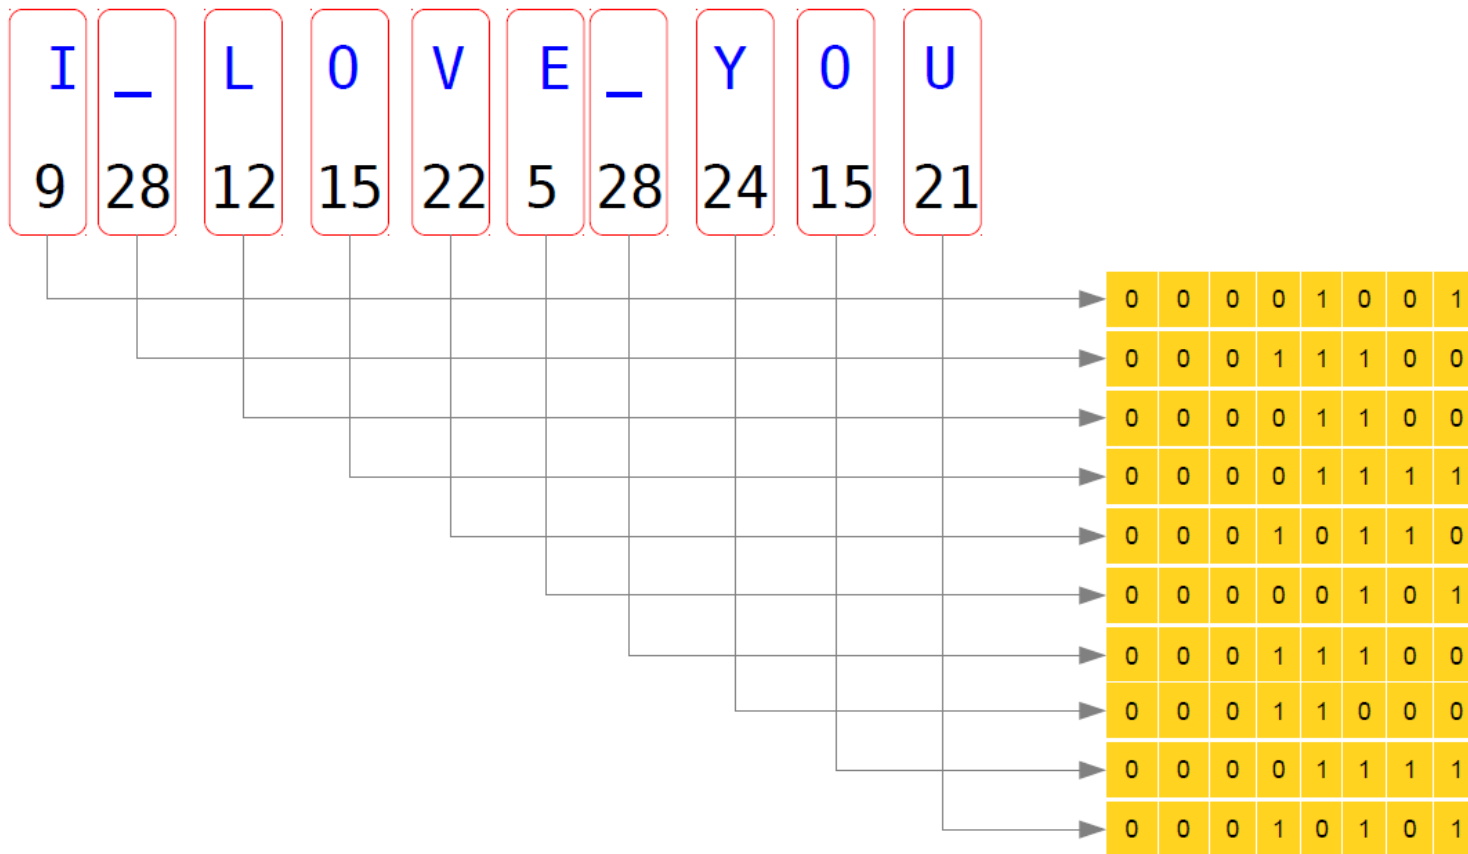 I _ L O V E _ Y O U
9 28 12 15 22 5 28 24 15 21
0 0 0 0 1 0 0 1
0 0 0 1 1 1 0 0
0 0 0 0 1 1 0 0
0 0 0 0 1 1 1 1
0 0 0 1 0 1 1 0
0 0 0 0 0 1 0 1
0 0 0 1 1 1 0 0
0 0 0 1 1 0 0 0
0 0 0 0 1 1 1 1
0 0 0 1 0 1 0 1